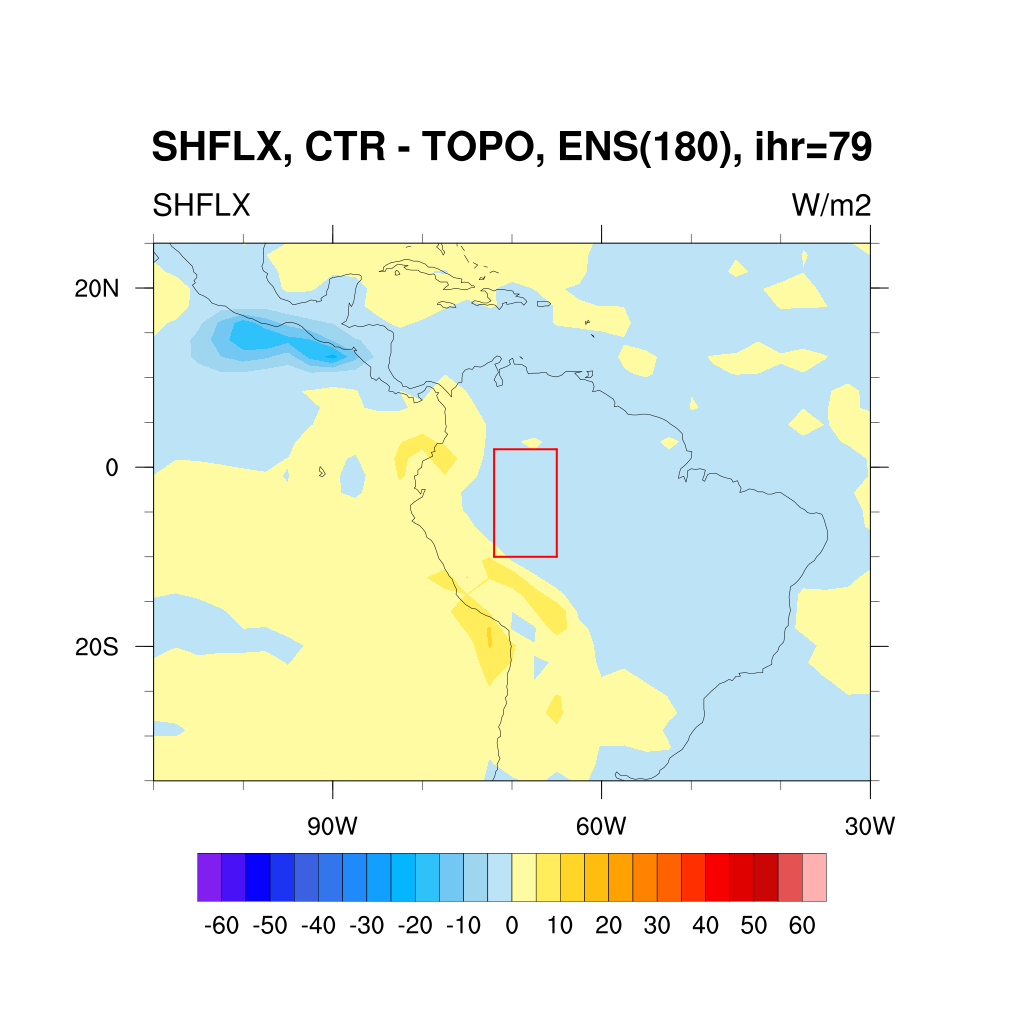 SHFLX, CTR - TOPO, ENS(180), ihr=79
SHFLX W/m2
20N
0
20S
90W 60W 30W
-60 -50 -40 -30 -20 -10 0 10 20 30 40 50 60